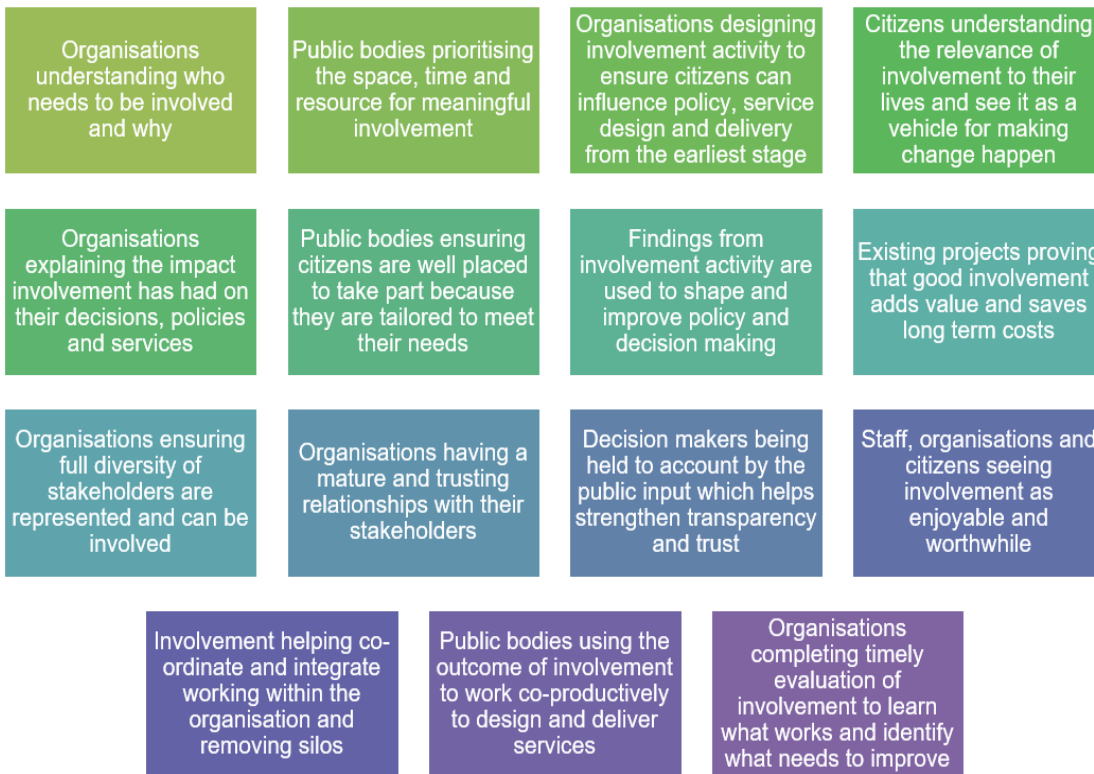 Organisations
understanding who
needs to be involved
and why
Public bodies prioritising
the space, time and
resource for meaningful
involvement
Organisations designing
involvement activity to
ensure citizens can
influence policy, service
design and delivery
from the earliest stage
Citizens understanding
the relevance of
involvement to their
lives and see it as a
vehicle for making
change happen
Organisations
explaining the impact
involvement has had on
their decisions, policies
and services
Public bodies ensuring
citizens are well placed
to take part because
they are tailored to meet
their needs
Findings from
involvement activity are
used to shape and
improve policy and
decision making
Existing projects proving
that good involvement
adds value and saves
long term costs
Organisations ensuring
full diversity of
stakeholders are
represented and can be
involved
Organisations having a
mature and trusting
relationships with their
stakeholders
Decision makers being
held to account by the
public input which helps
strengthen transparency
and trust
Staff, organisations and
citizens seeing
involvement as
enjoyable and
worthwhile
Involvement helping co-
ordinate and integrate
working within the
organisation and
removing silos
Public bodies using the
outcome of involvement
to work co-productively
to design and deliver
services
Organisations
completing timely
evaluation of
involvement to learn
what works and identify
what needs to improve